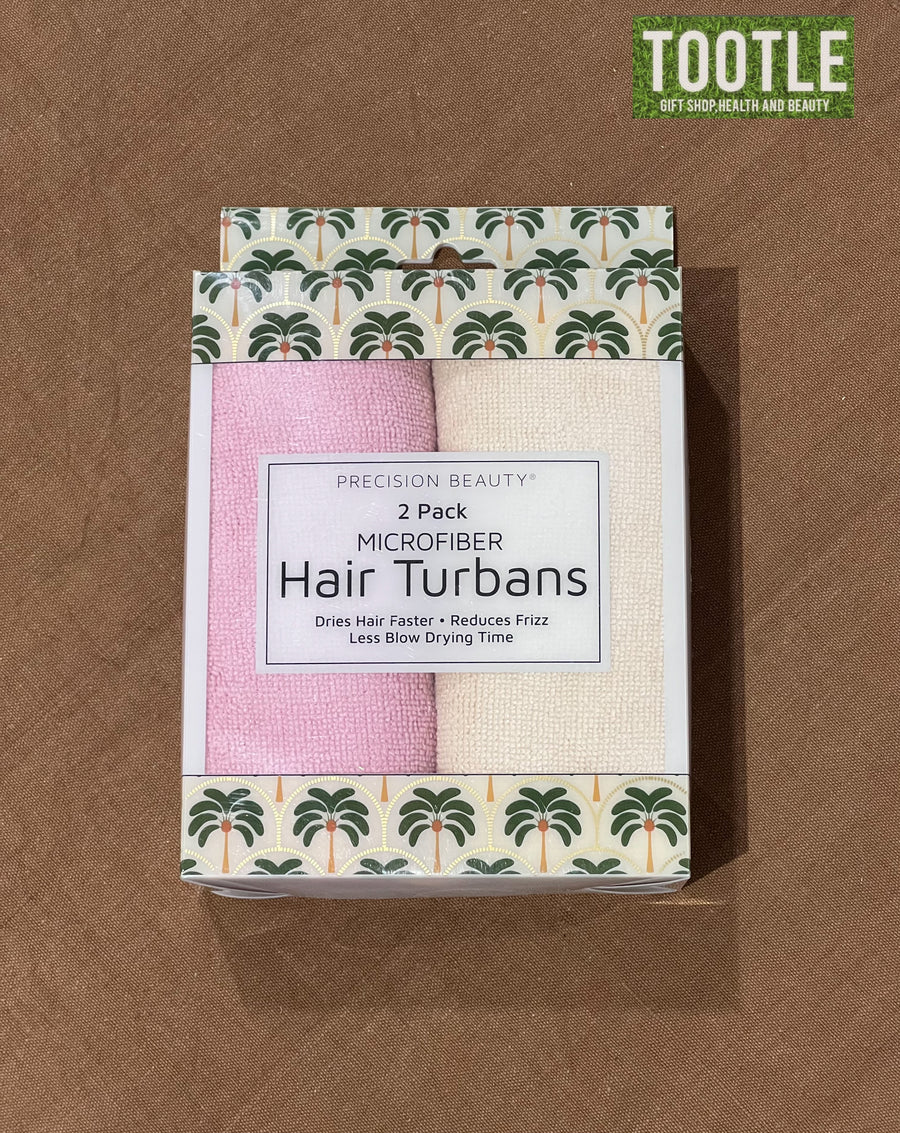 TOOTLE
GIFT SHOP,HEALTH AND BEAUTY
PRECISION BEAUTY®
2 Pack
MICROFIBER
Hair Turbans
Dries Hair Faster • Reduces Frizz
Less Blow Drying Time